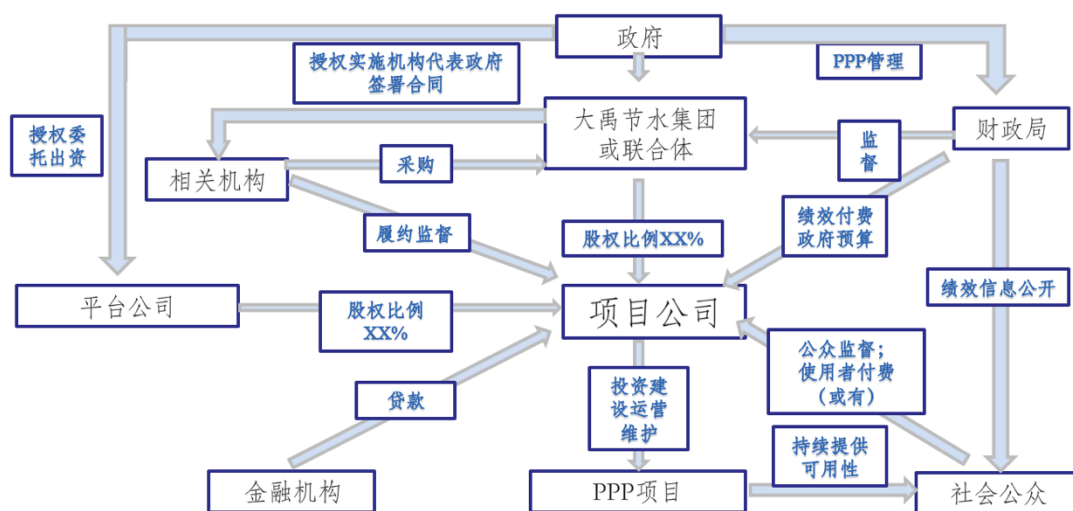 政府
授权实施机构代表政府
签署合同
PPP管理
大禹节水集团
或联合体
财政局
授权委
托出资
监
督
采购
相关机构
履约监督
股权比例XX%
绩效付费
政府预算
平台公司
股权比例
XX%
项目公司
绩效信息公开
公众监督；
使用者付费
（或有）
贷款
投资建
设运营
维护
持续提供
可用性
金融机构
PPP项目
社会公众